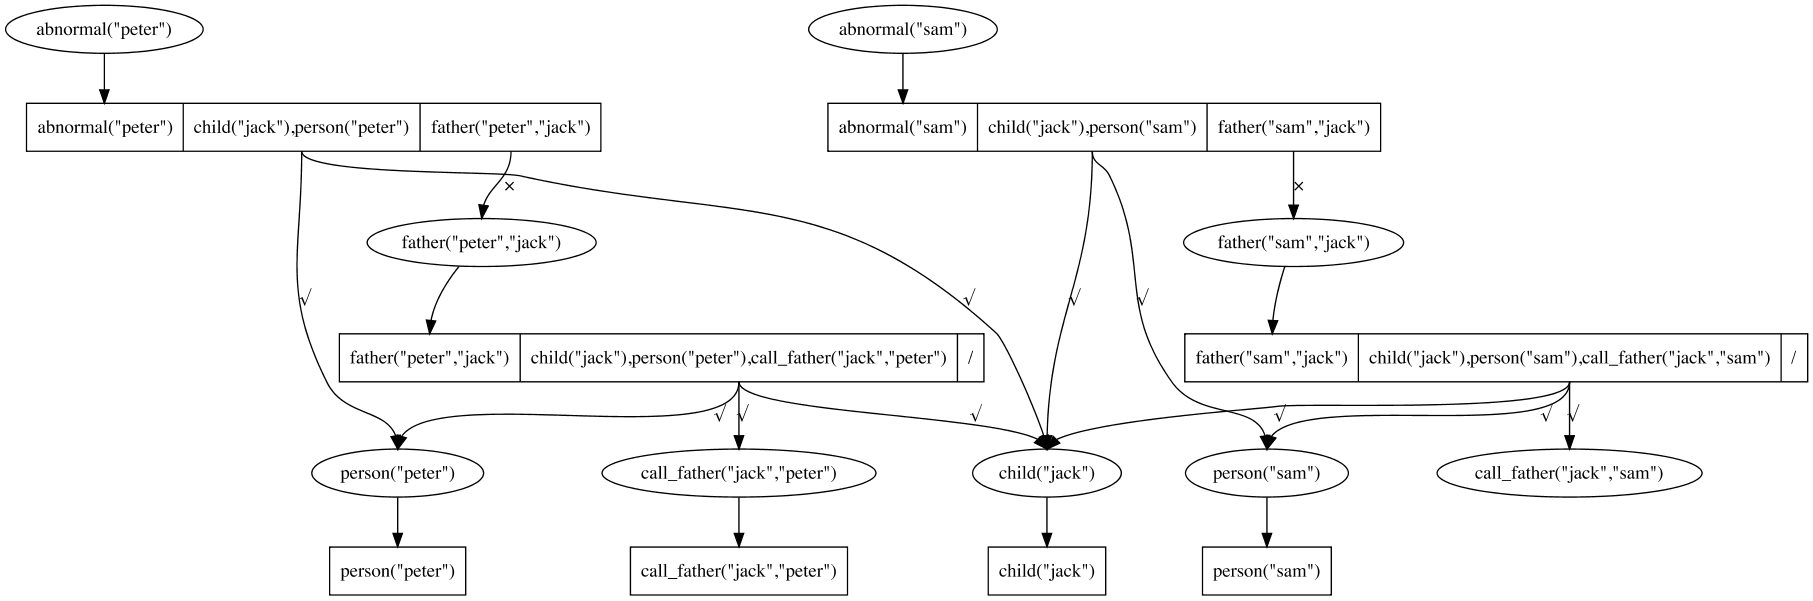 abnormal("peter")
abnormal("sam")
abnormal("peter") child("jack"),person("peter") father("peter","jack")
abnormal("sam") child("jack"),person("sam") father("sam","jack")
×
×
father("peter","jack")
father("sam","jack")
√
√
√
√
father("peter","jack") child("jack"),person("peter"),call_father("jack","peter") /
father("sam","jack") child("jack"),person("sam"),call_father("jack","sam") /
√
√
√
√
√
√
person("peter")
call_father("jack","peter")
child("jack")
person("sam")
call_father("jack","sam")
person("peter")
call_father("jack","peter")
child("jack")
person("sam")